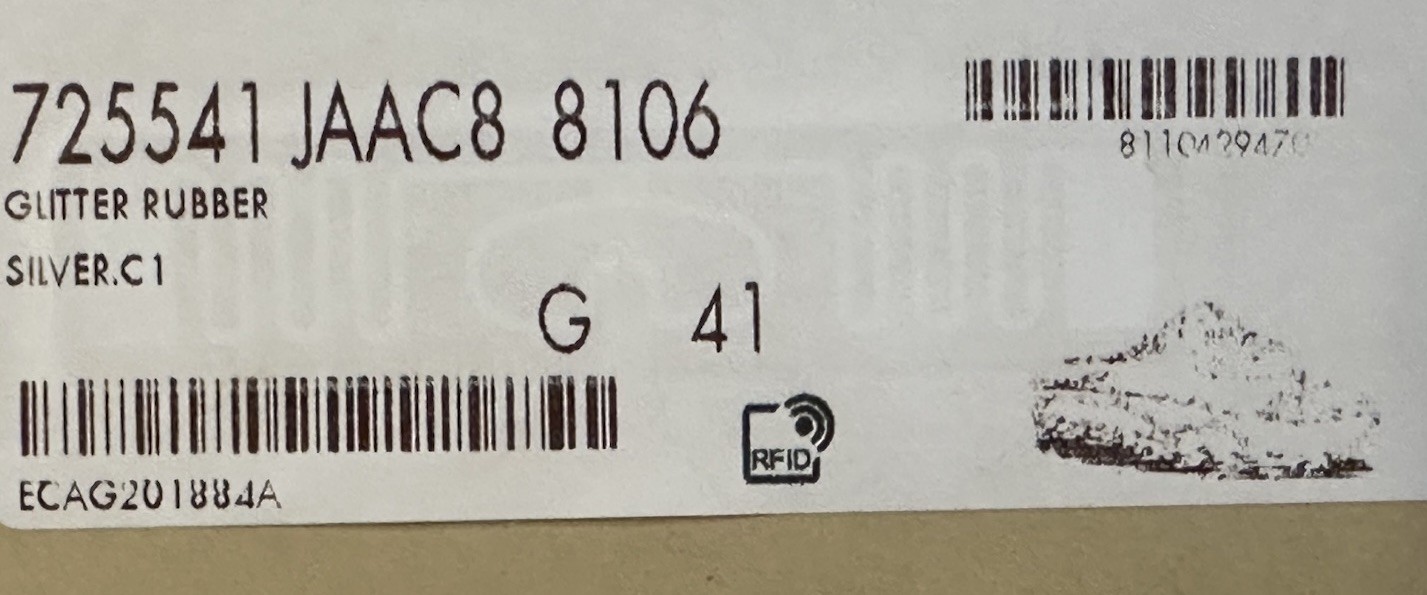 725541 JAAC8 8106
GLITTER RUBBER
SILVER.C1
G 41
RFID
ECAG201884A